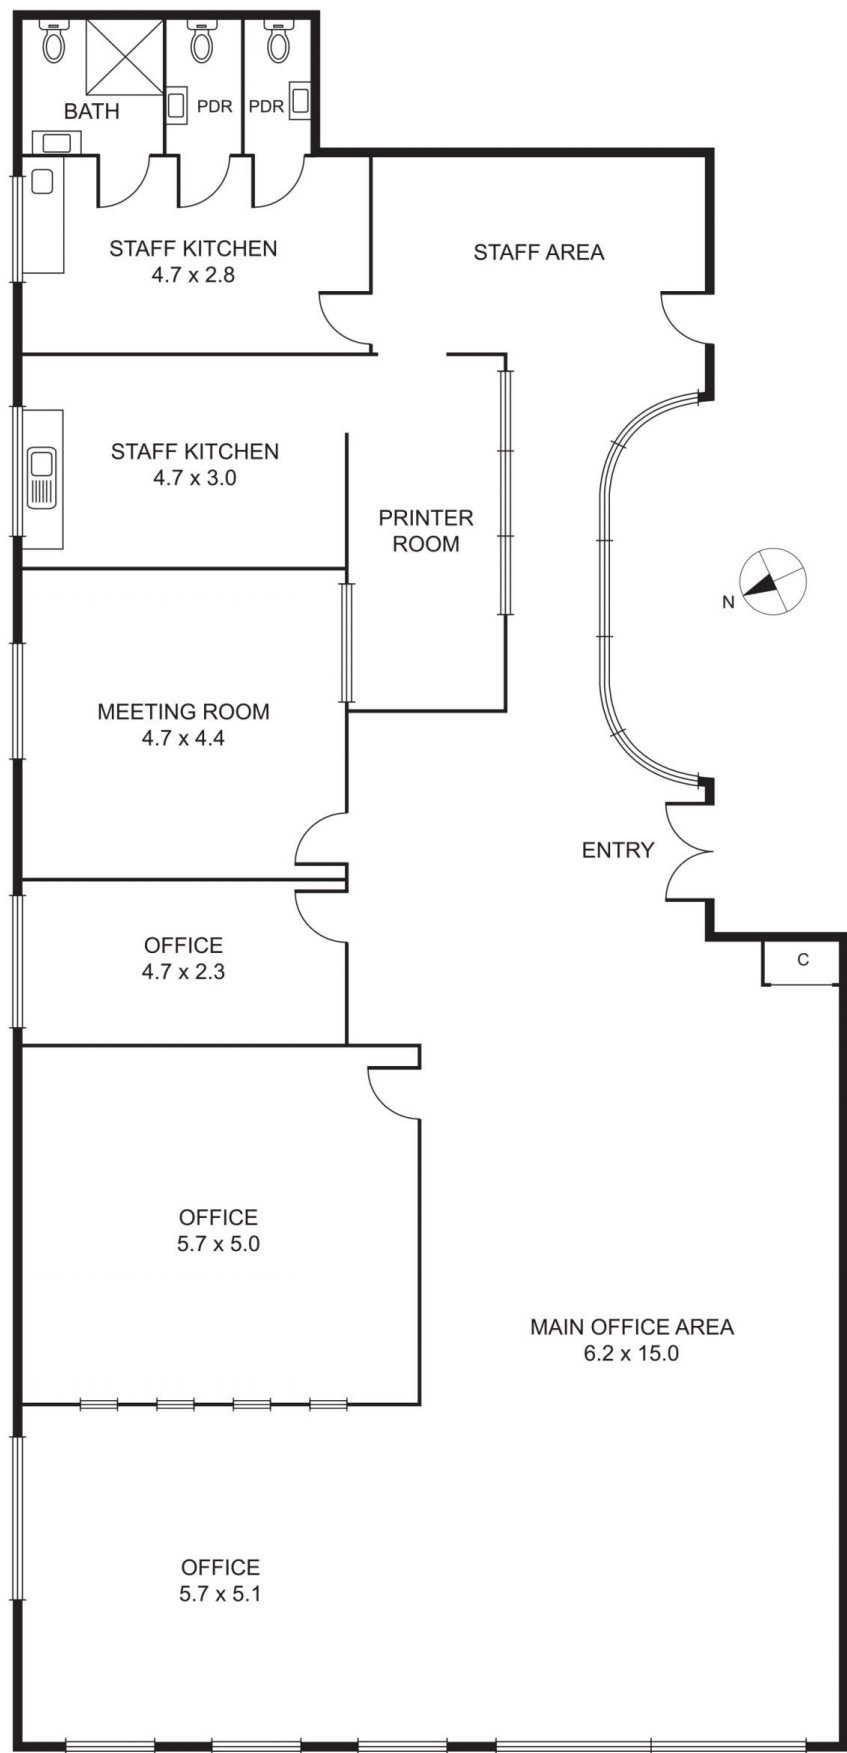 BATH
PDR
PDR
STAFF KITCHEN
4.7 x 2.8
STAFF AREA
STAFF KITCHEN
4.7 x 3.0
PRINTER
ROOM
N
MEETING ROOM
4.7 x 4.4
ENTRY
OFFICE
4.7 x 2.3
C
OFFICE
5.7 x 5.0
MAIN OFFICE AREA
6.2 x 15.0
OFFICE
5.7 x 5.1